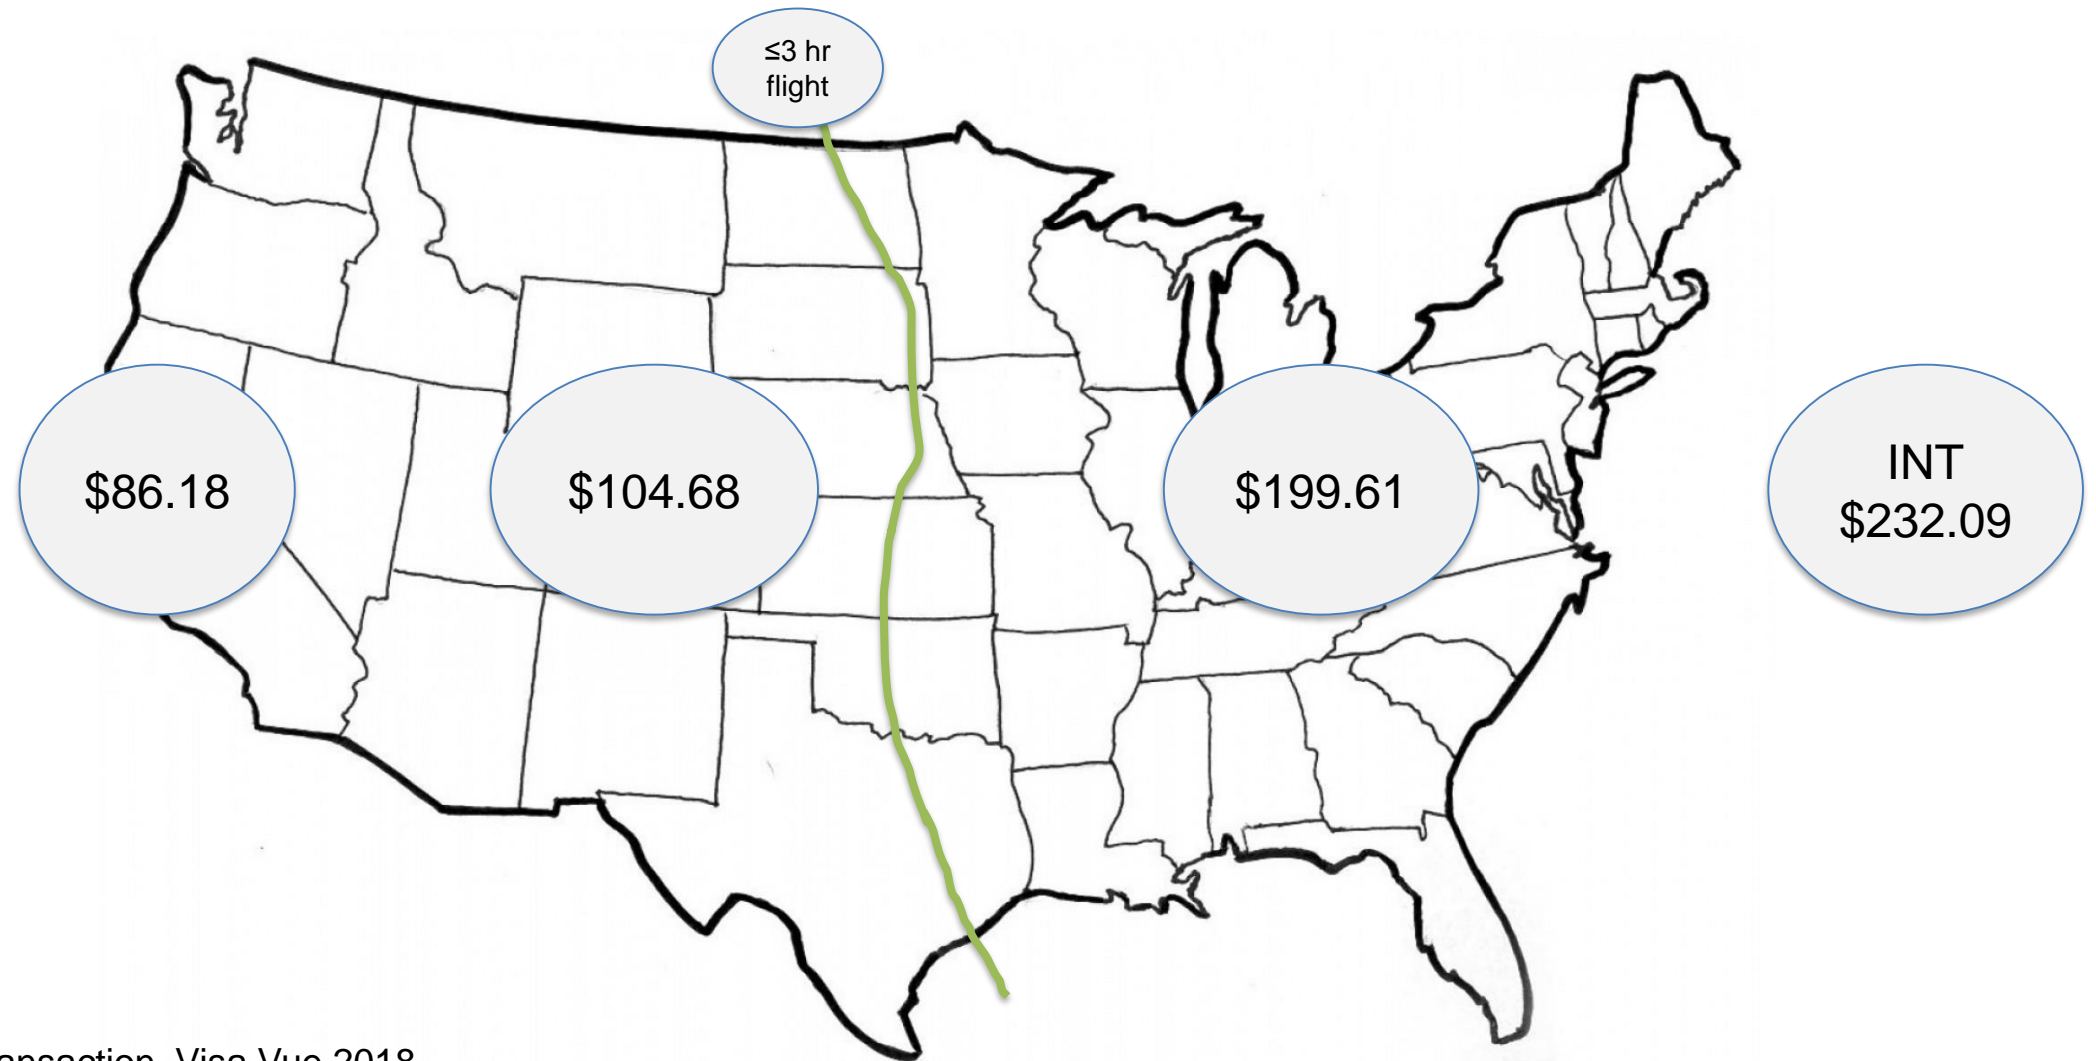 ≤3 hr
flight
$86.18
$104.68
$199.61
INT
$232.09
Visa Vue 2018